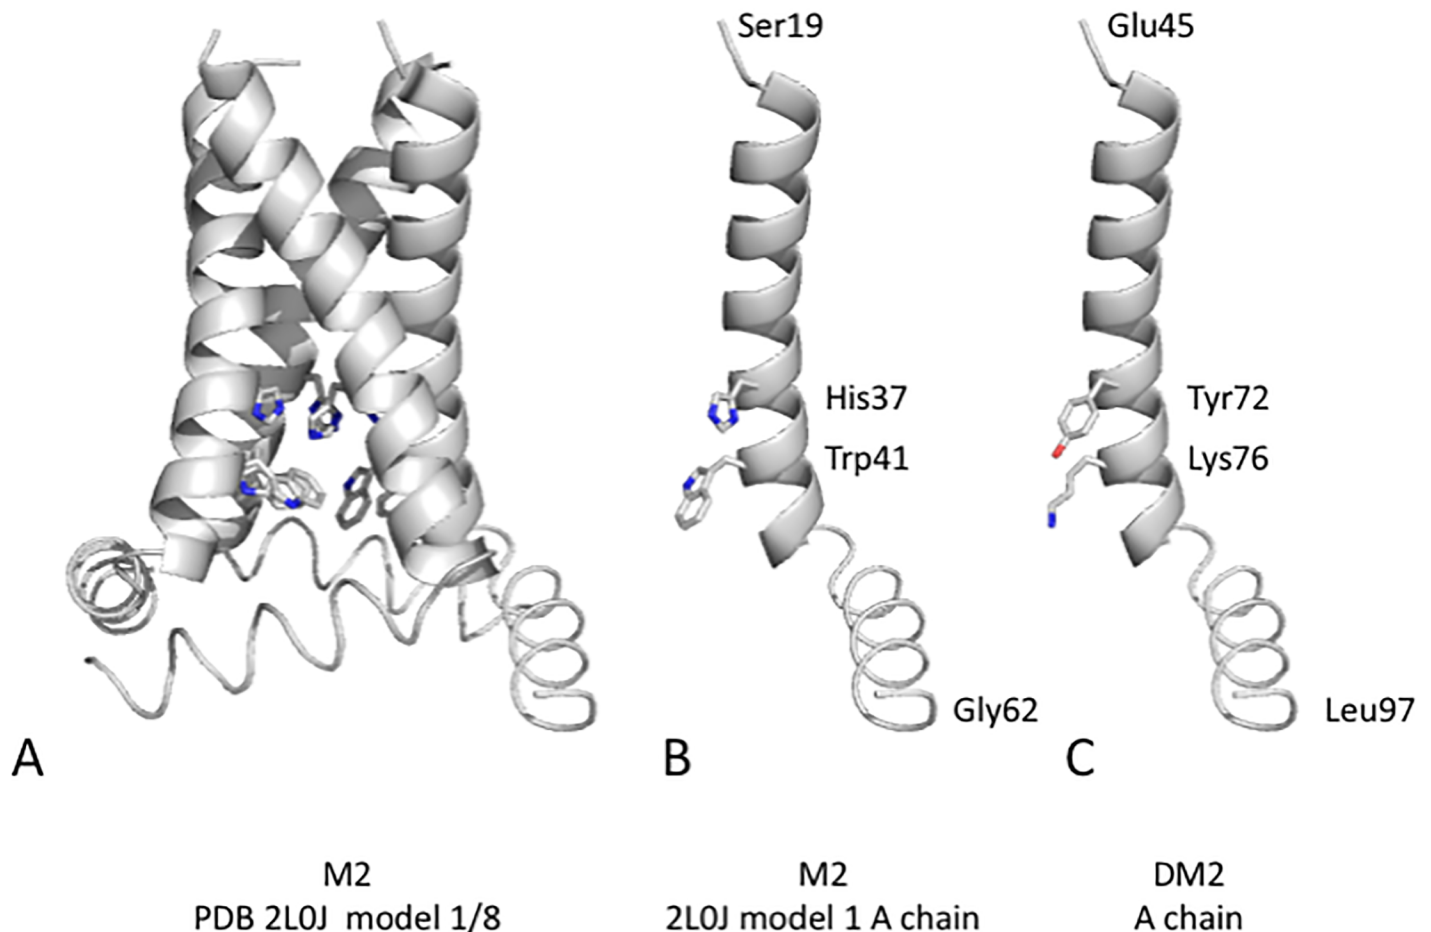 Ser19
Glu45
His37
Tyr72
Trp41
Lys76
Gly62
Leu97
A
B
C
M2
M2
DM2
PDB 2L0J model 1/8
2L0J model 1 A chain
A chain